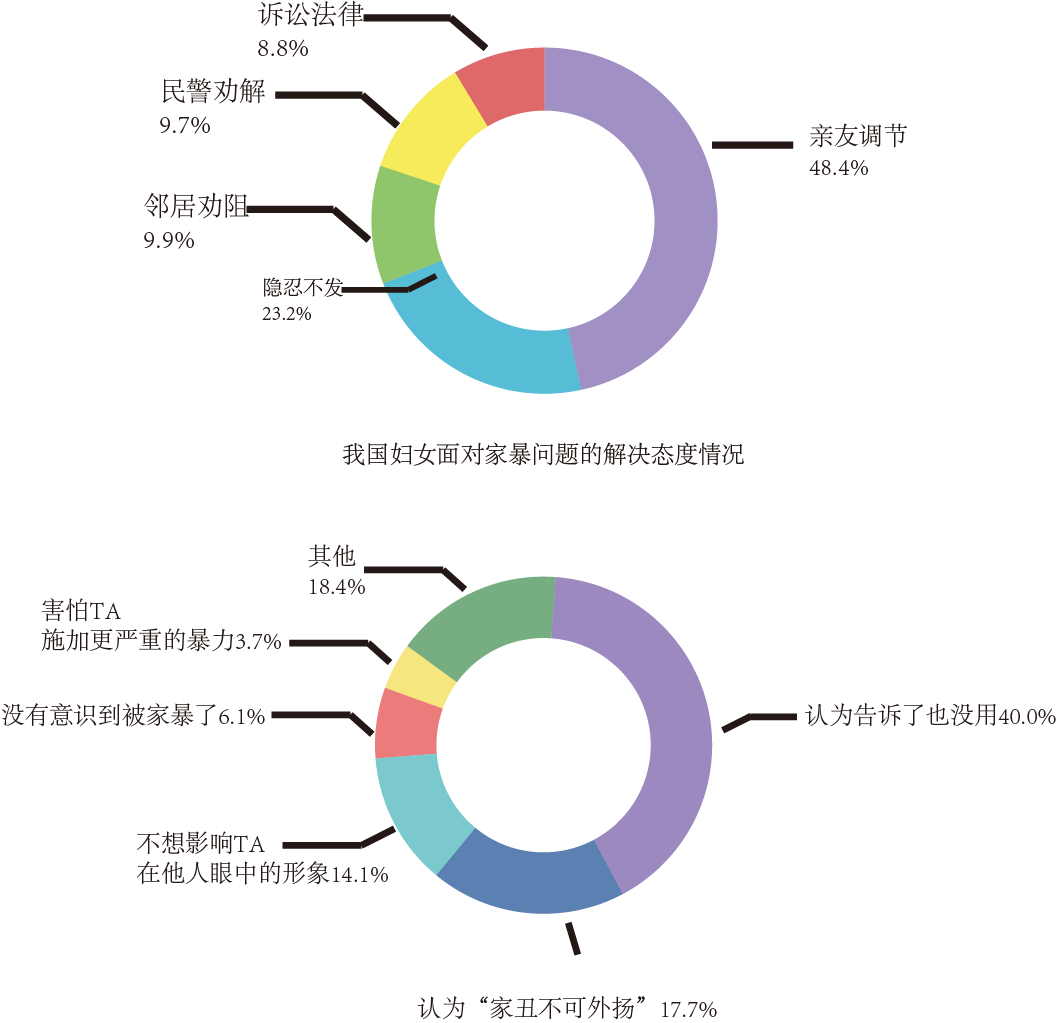 诉讼法律
8.8%
民警劝解
9.7%
亲友调节
48.4%
邻居劝阻
9.9%
隐忍不发
23.2%
我国妇女面对家暴问题的解决态度情况
其他
18.4%
害怕TA
施加更严重的暴力3.7%
没有意识到被家暴了6.1%
认为告诉了也没用40.0%
不想影响TA
在他人眼中的形象14.1%
认为“家丑不可外扬”17.7%